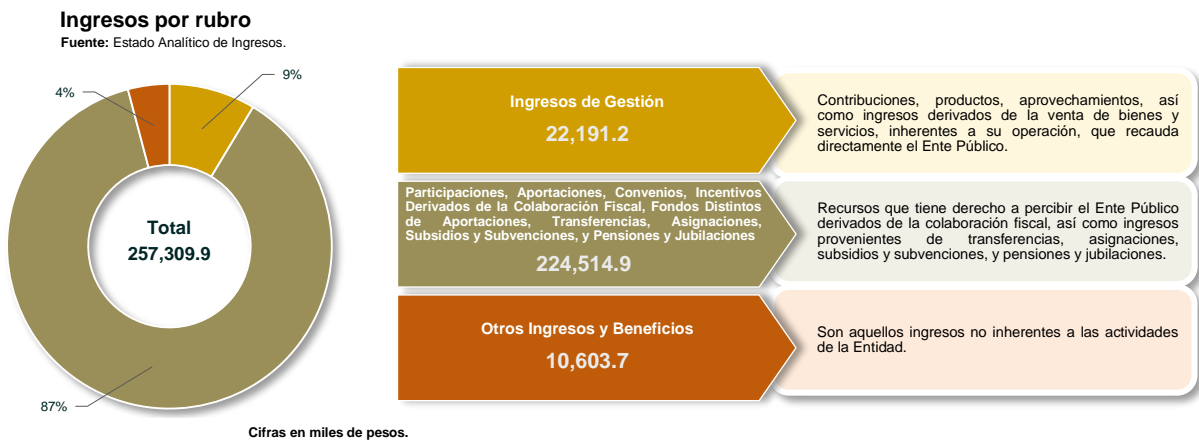 Ingresos por rubro
Fuente: Estado Analítico de Ingresos.
9%
4%
87%
Total
257,309.9
Ingresos de Gestión
22,191.2
Contribuciones, productos, aprovechamientos, así
como ingresos derivados de la venta de bienes y
servicios, inherentes a su operación, que recauda
directamente el Ente Público.
Participaciones, Aportaciones, Convenios, Incentivos
Derivados de la Colaboración Fiscal, Fondos Distintos
de Aportaciones, Transferencias, Asignaciones,
Subsidios y Subvenciones, y Pensiones y Jubilaciones
224,514.9
Recursos que tiene derecho a percibir el Ente Público
derivados de la colaboración fiscal, así como ingresos
provenientes de transferencias, asignaciones,
subsidios y subvenciones, y pensiones y jubilaciones.
Otros Ingresos y Beneficios
10,603.7
Son aquellos ingresos no inherentes a las actividades
de la Entidad.
Cifras en miles de pesos.